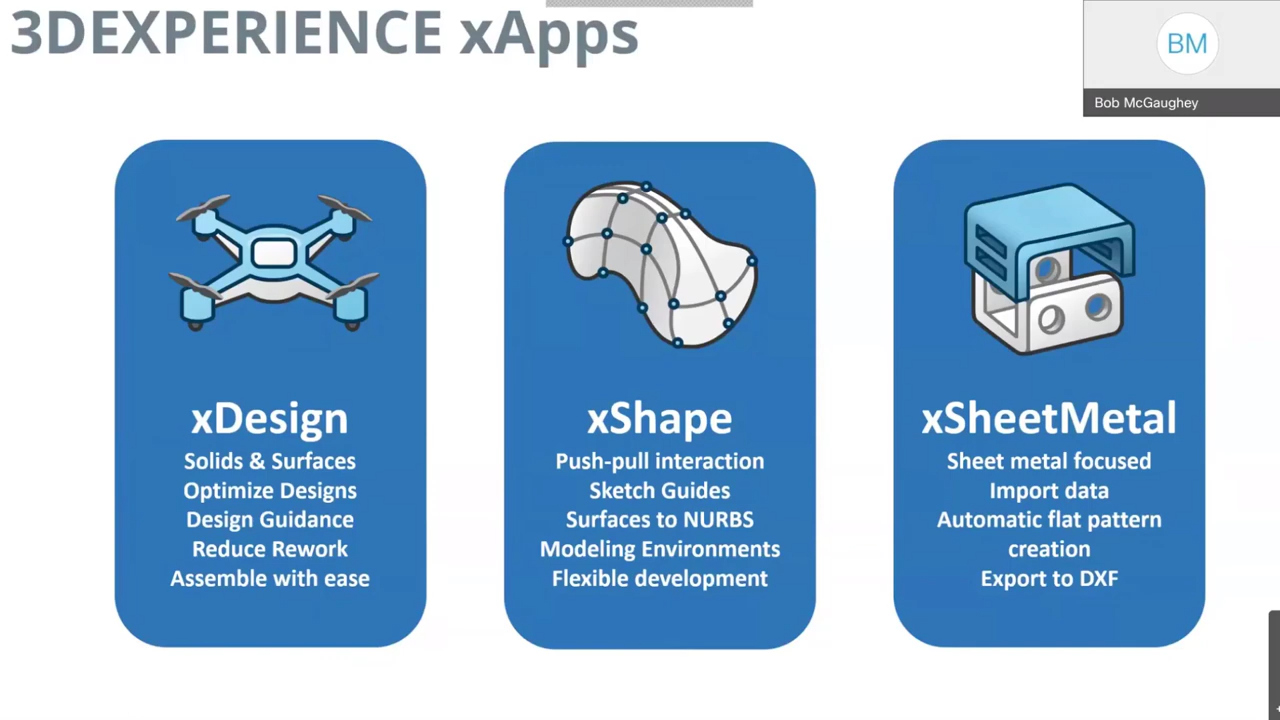 3DEXPERIENCE xApps
BM
Bob McGaughey
xDesign
Solids & Surfaces
Optimize Designs
Design Guidance
Reduce Rework
Assemble with ease
xShape
Push-pull interaction
Sketch Guides
Surfaces to NURBS
Modeling Environments
Flexible development
xSheetMetal
Sheet metal focused
Import data
Automatic flat pattern
creation
Export to DXF